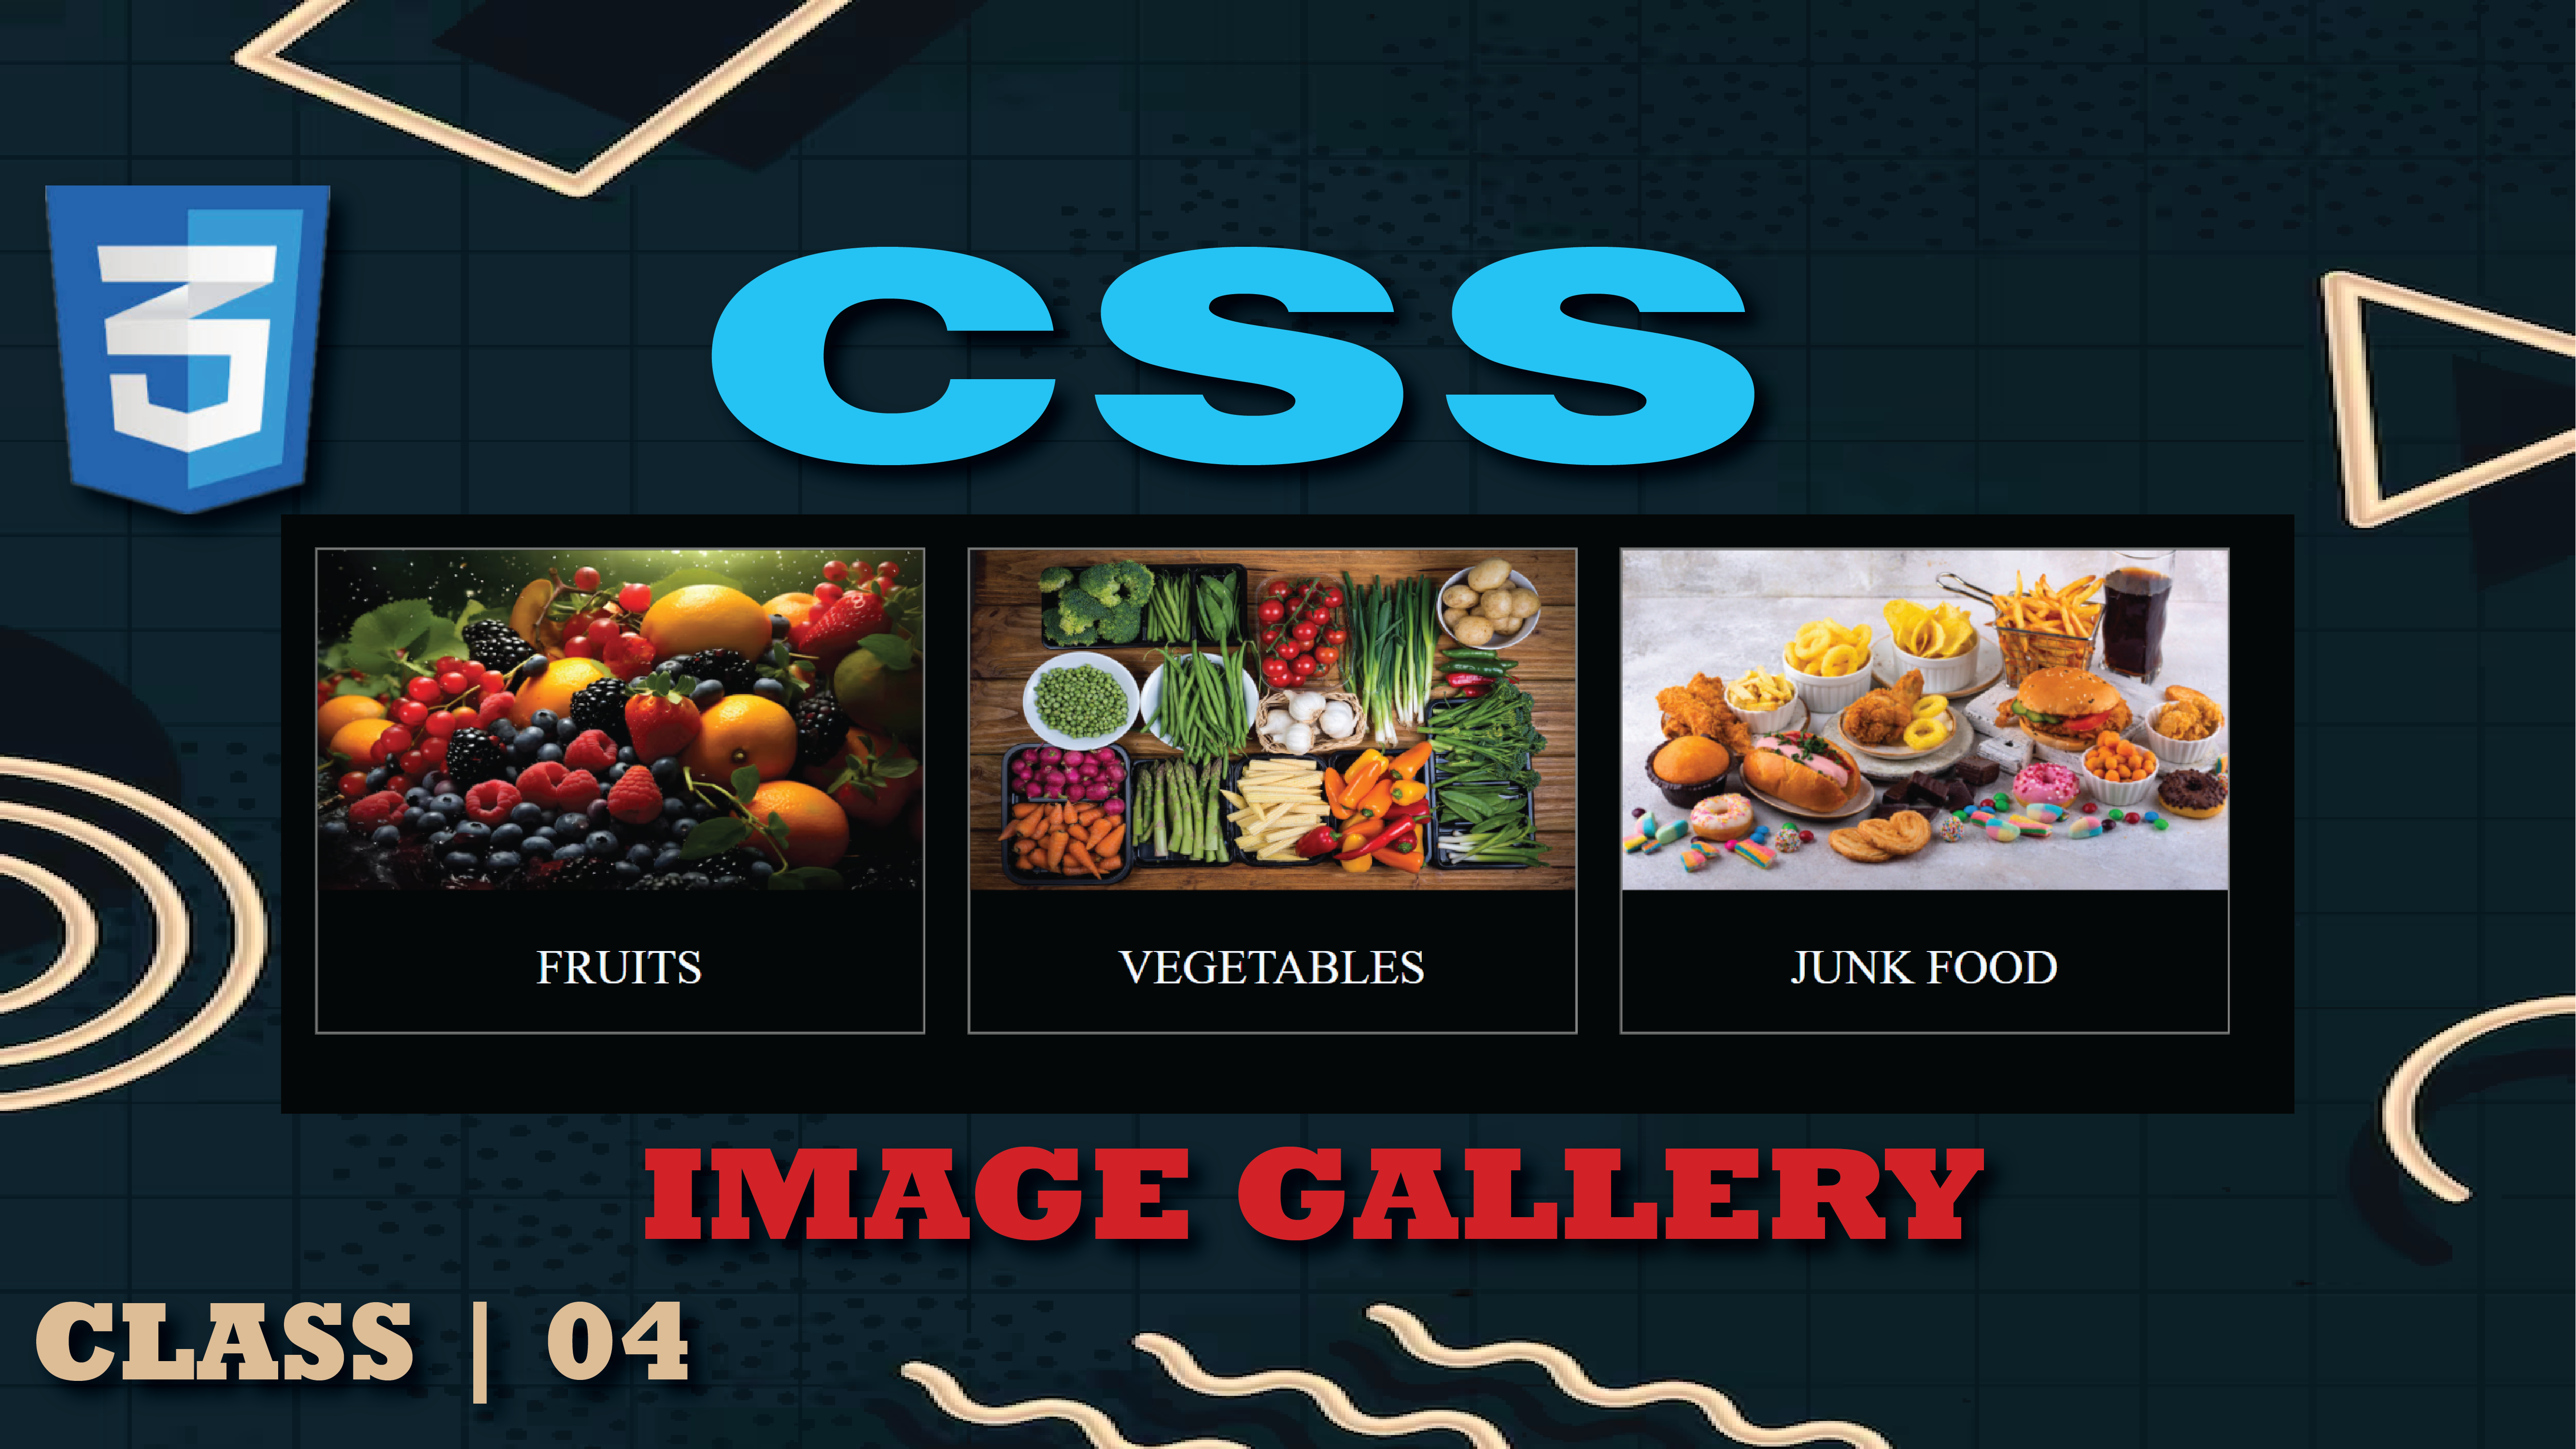 CSS
FRUITS
VEGETABLES
JUNK FOOD
IMAGE GALLERY
CLASS | 04